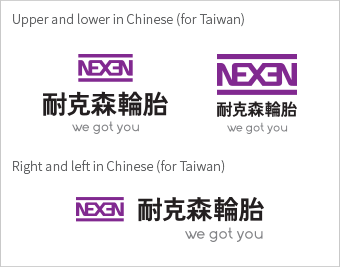 Upper and lower in Chinese (for Taiwan)
NEXEN
耐克森輪胎
we got you
NEXEN
耐克森輪胎
we got you
Right and left in Chinese (for Taiwan)
NEXEN 耐克森輪胎
we got you